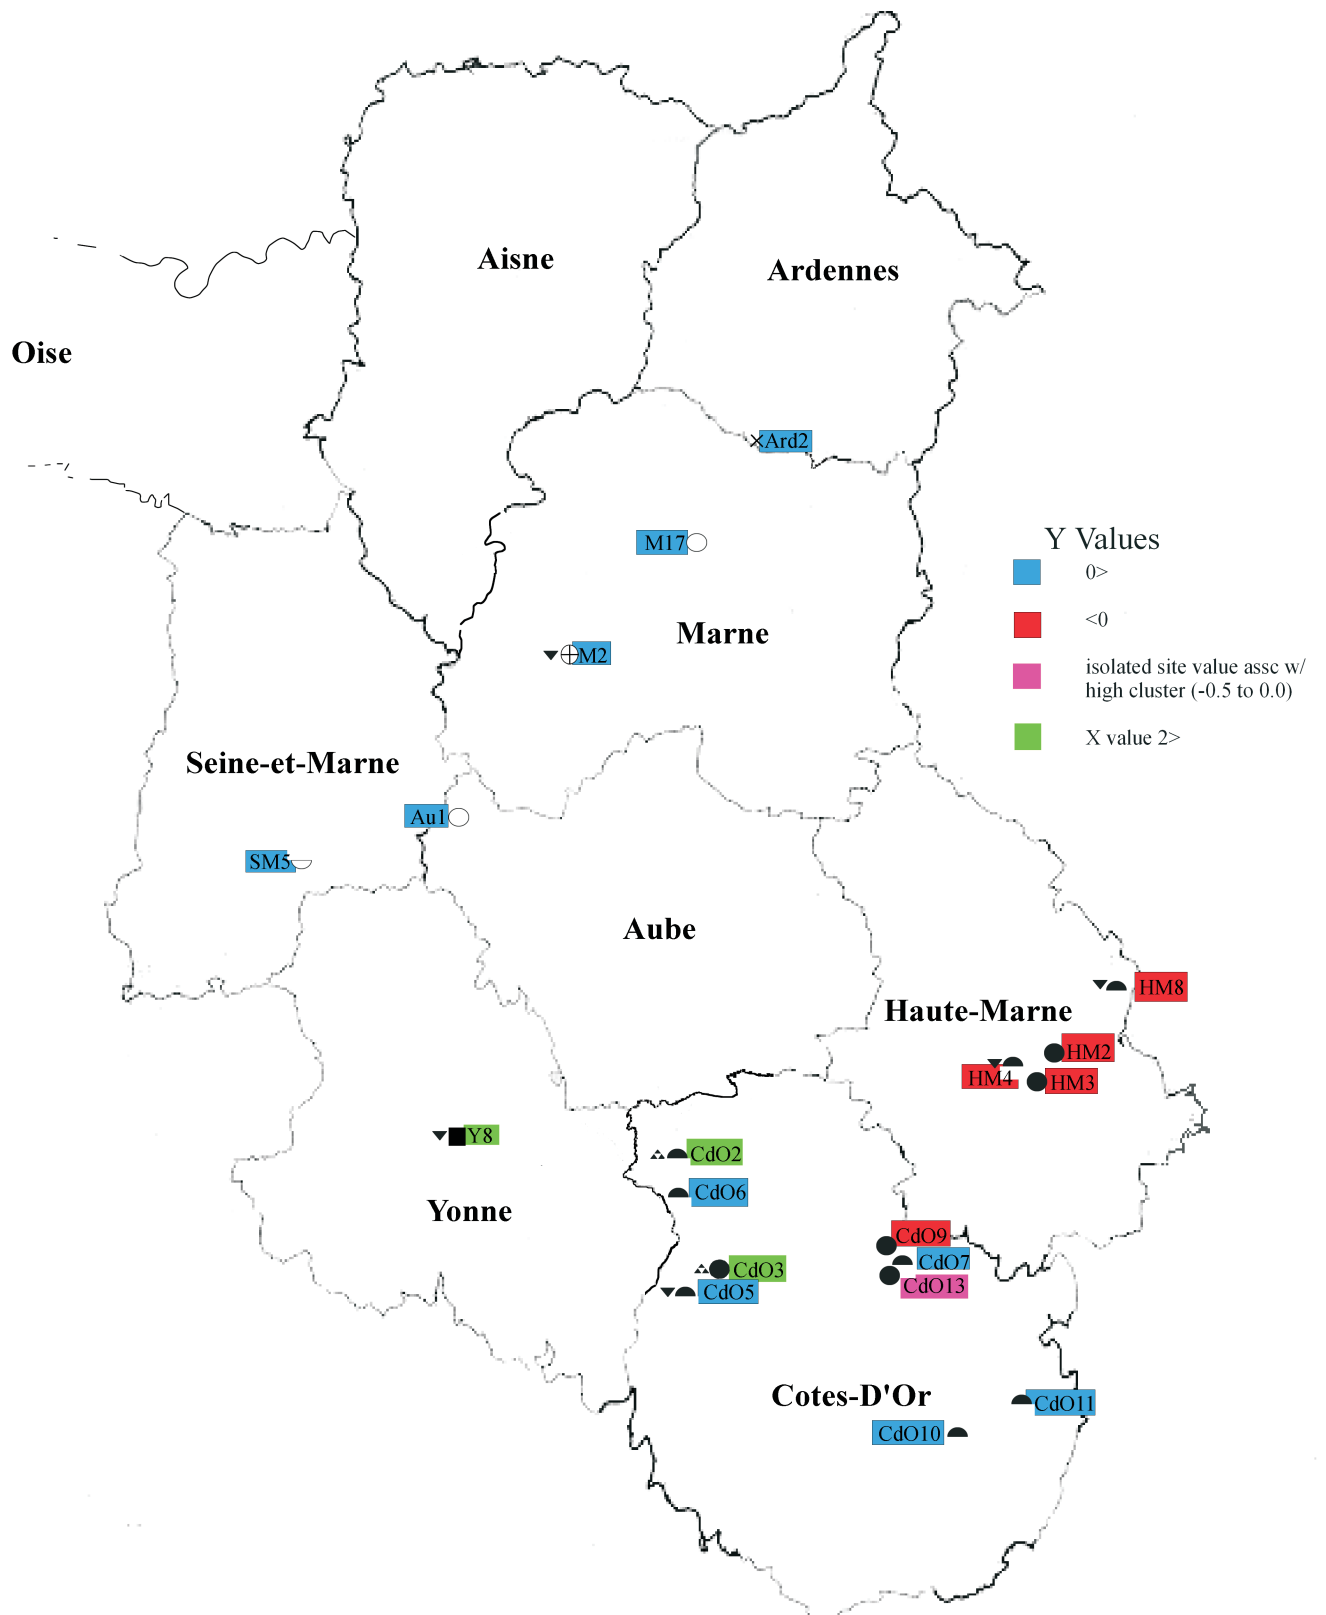 Aisne
Ardennes
Oise
Ard2
M17
Y Values
0>
<0
Marne
M2
isolated site value assc w/
high cluster (-0.5 to 0.0)
X value 2>
Seine-et-Marne
Au1
SM5
Aube
HM8
Haute-Marne
HM2
HM4
HM3
Y8
CdO2
CdO6
Yonne
CdO9
CdO7
CdO3
CdO13
CdO5
Cotes-D'Or
CdO11
CdO10